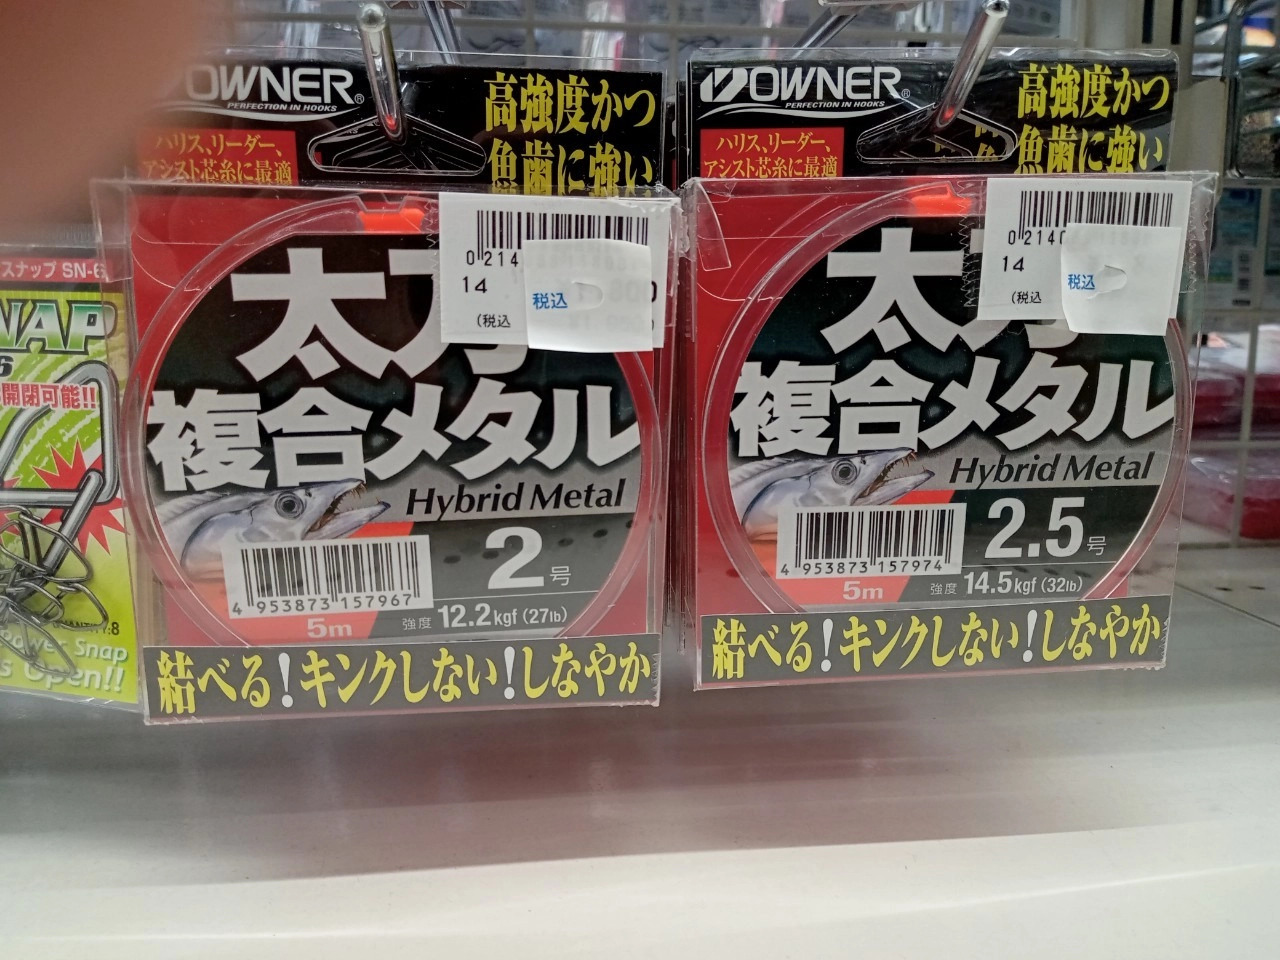 OWNER
PERFECTION IN HOOKS
高強度かつ
魚歯に強い
ハリス、リーダー、
アシスト芯糸に最適
0 214
14
(税込
税込
太刀
複合メタル
Hybrid Metal
2号
4 953873 157967
5m
強度 12.2kgf (27lb)
結べる!キンクしない!しなやか
OWNER
PERFECTION IN HOOKS
高強度かつ
魚歯に強い
ハリス、リーダー、
アシスト芯糸に最適
0 2140
14
(税込
税込
太刀
複合メタル
Hybrid Metal
2.5号
4 953873 157974
5m
強度 14.5kgf (32lb)
結べる!キンクしない!しなやか
スナップ SN-6
NAP
開閉可能!!
Power Snap
Open!!